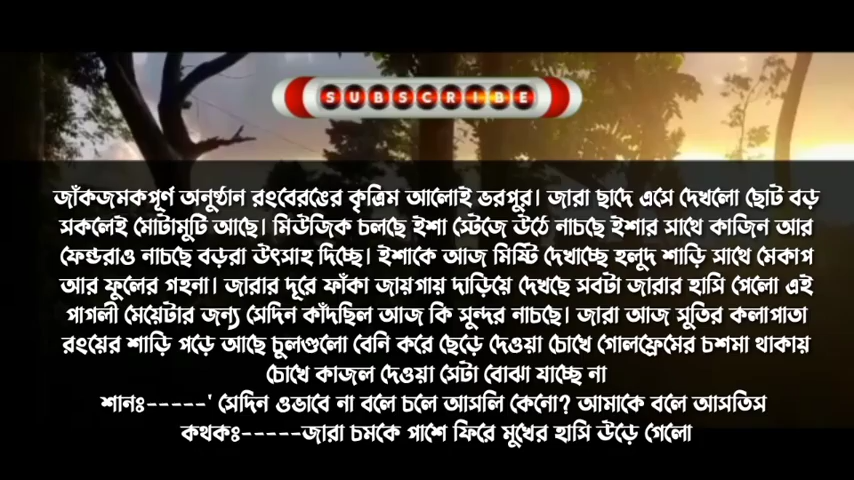 SUBSCRIBE
জাঁকজমকপূর্ণ অনুষ্ঠান রংবেরঙের কৃত্রিম আলোই ভরপুর। জারা ছাদে এসে দেখলো ছোট বড়
সকলেই মোটামুটি আছে। মিউজিক চলছে ইশা স্টেজে উঠে নাচছে ইশার সাথে কাজিন আর
ফেন্ডরাও নাচছে বড়রা উৎসাহ দিচ্ছে। ইশাকে আজ মিষ্টি দেখাচ্ছে হলুদ শাড়ি সাথে মেকাপ
আর ফুলের গহনা। জারার দূরে ফাঁকা জায়গায় দাড়িয়ে দেখছে সবটা জারার হাসি পেলো এই
পাগলী মেয়েটার জন্য সেদিন কাঁদছিল আজ কি সুন্দর নাচছে। জারা আজ সুতির কলাপাতা
রংয়ের শাড়ি পড়ে আছে চুলগুলো বেনি করে ছেড়ে দেওয়া চোখে গোলফ্রেমের চশমা থাকায়
চোখে কাজল দেওয়া সেটা বোঝা যাচ্ছে না
শানঃ-----' সেদিন ওভাবে না বলে চলে আসলি কেনো? আমাকে বলে আসতিস
কথকঃ-----জারা চমকে পাশে ফিরে মুখের হাসি উড়ে গেলো